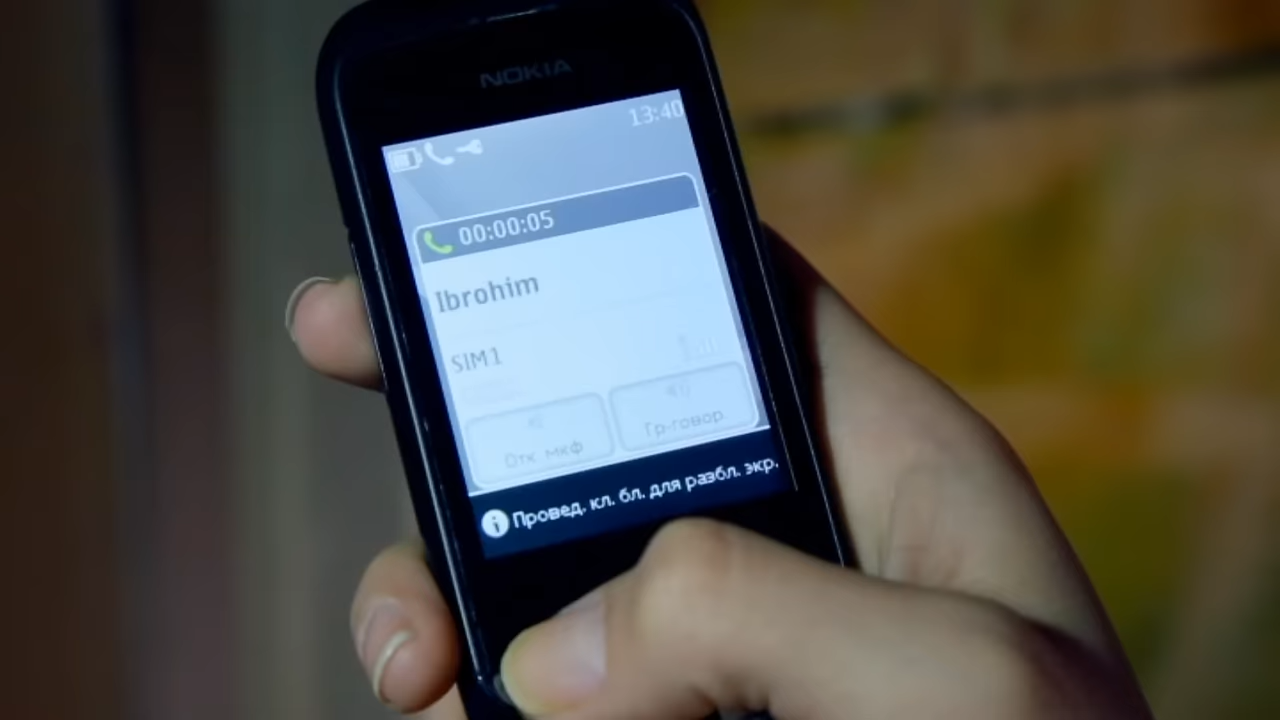 NOKIA
13:40
00:00:05
Ibrohim
SIM1
Отк. мкф
Гр-говор.
Провед. кл. бл. для разбл. экр.